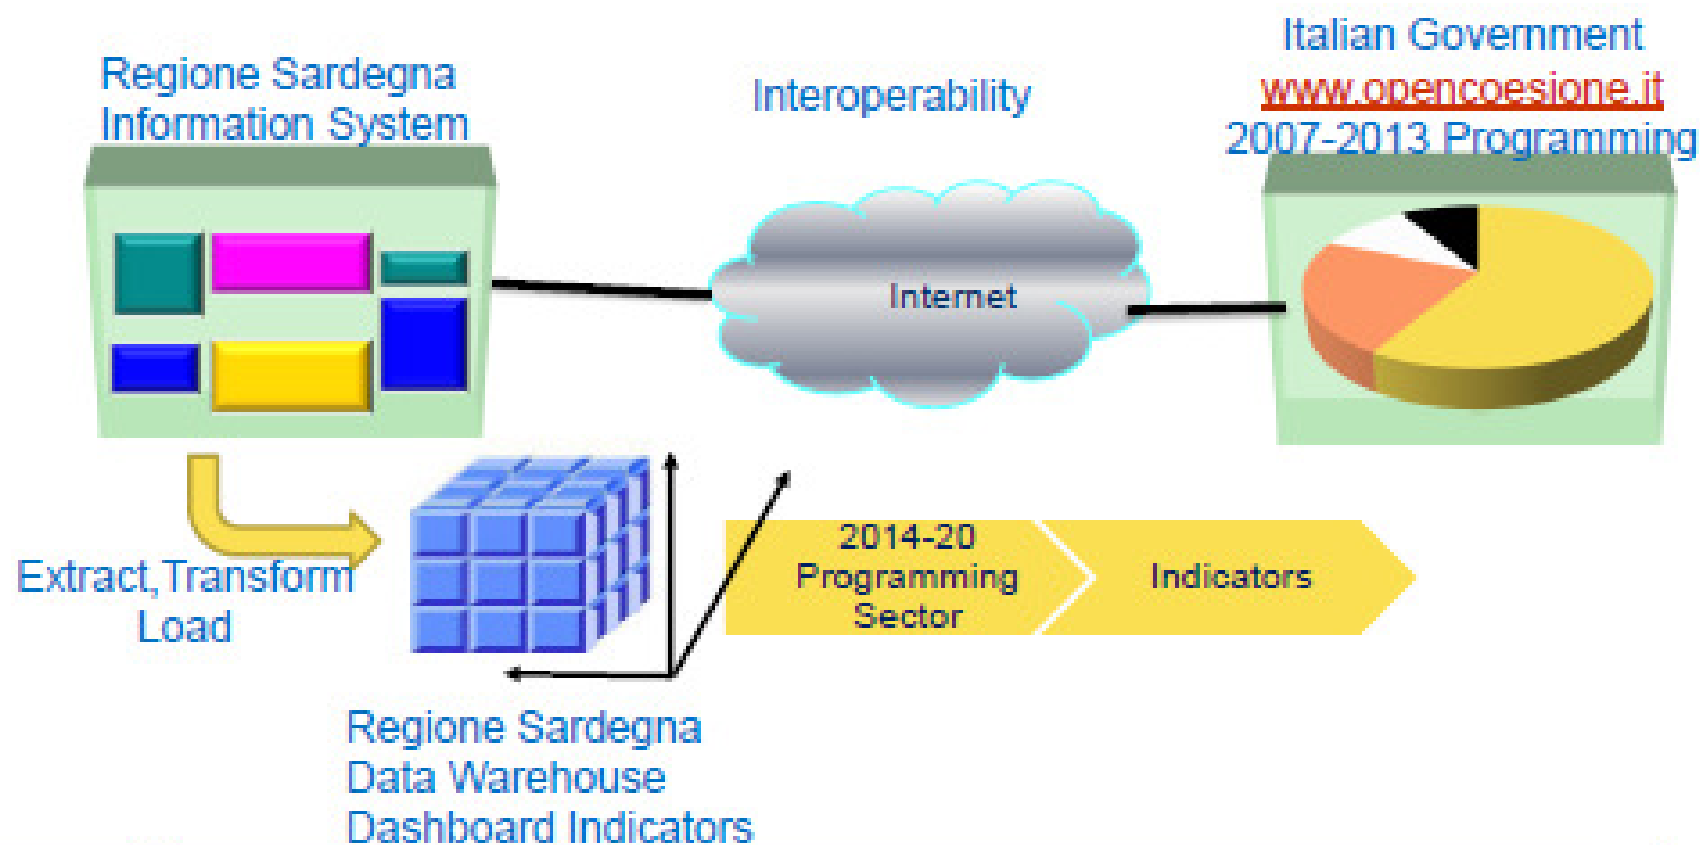 Regione Sardegna
Information System
Interoperability
Italian Government
www.opencoesione.it
2007-2013 Programming
Internet
Extract, Transform
Load
2014-20
Programming
Sector
Indicators
Regione Sardegna
Data Warehouse
Dashboard Indicators